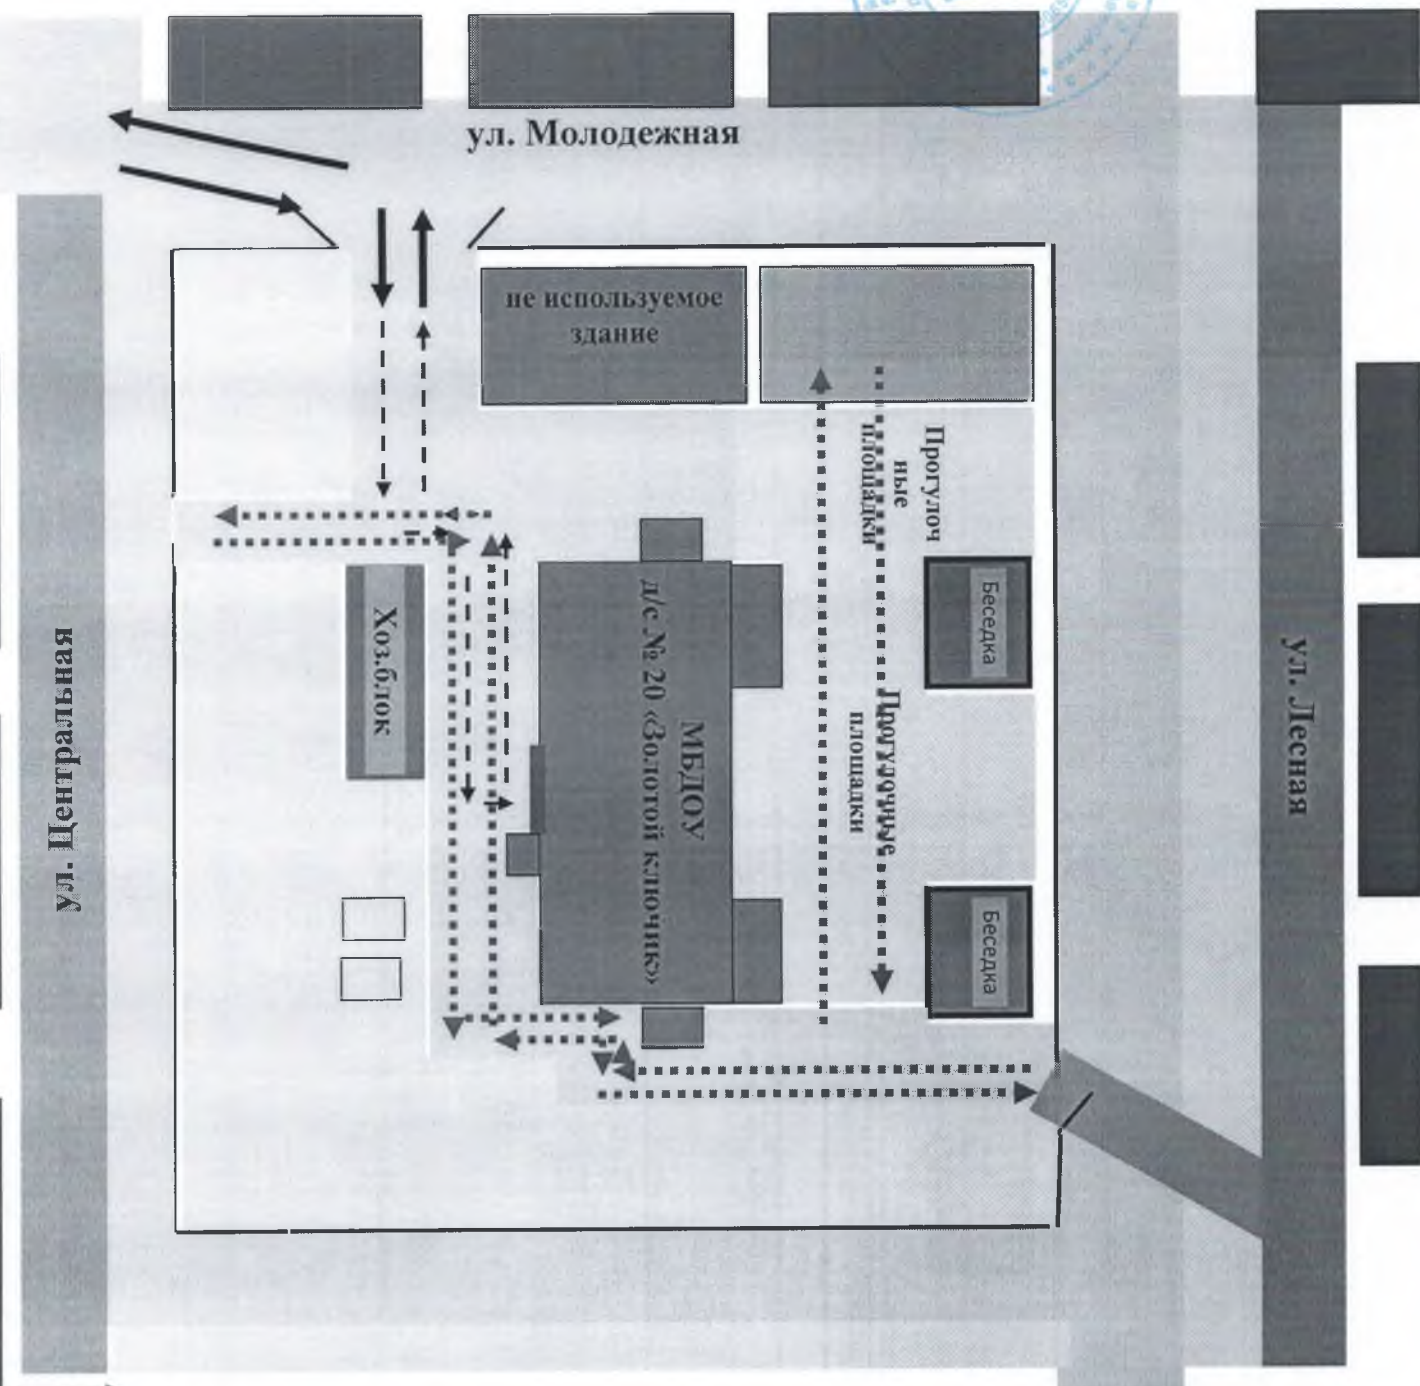 ул. Молодежная
не используемое
здание
Прогулоч
ные
площадки
Беседка
Хоз.блок
МБДОУ
д/с № 20 «Золотой ключик»
Прогулочные
площадки
Беседка
ул. Центральная
ул. Лесная